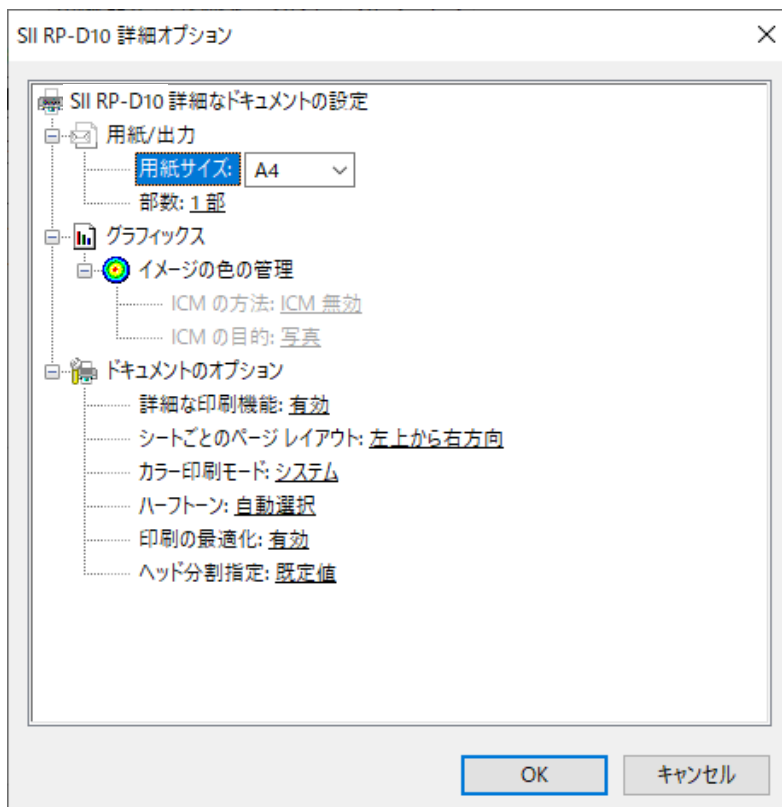 SII RP-D10 詳細オプション
SII RP-D10 詳細なドキュメントの設定
用紙/出力
用紙サイズ: A4
部数: 1 部
グラフィックス
イメージの色の管理
ICM の方法: ICM 無効
ICM の目的: 写真
ドキュメントのオプション
詳細な印刷機能: 有効
シートごとのページ レイアウト: 左上から右方向
カラー印刷モード: システム
ハーフトーン: 自動選択
印刷の最適化: 有効
ヘッド分割指定: 既定値
OK キャンセル